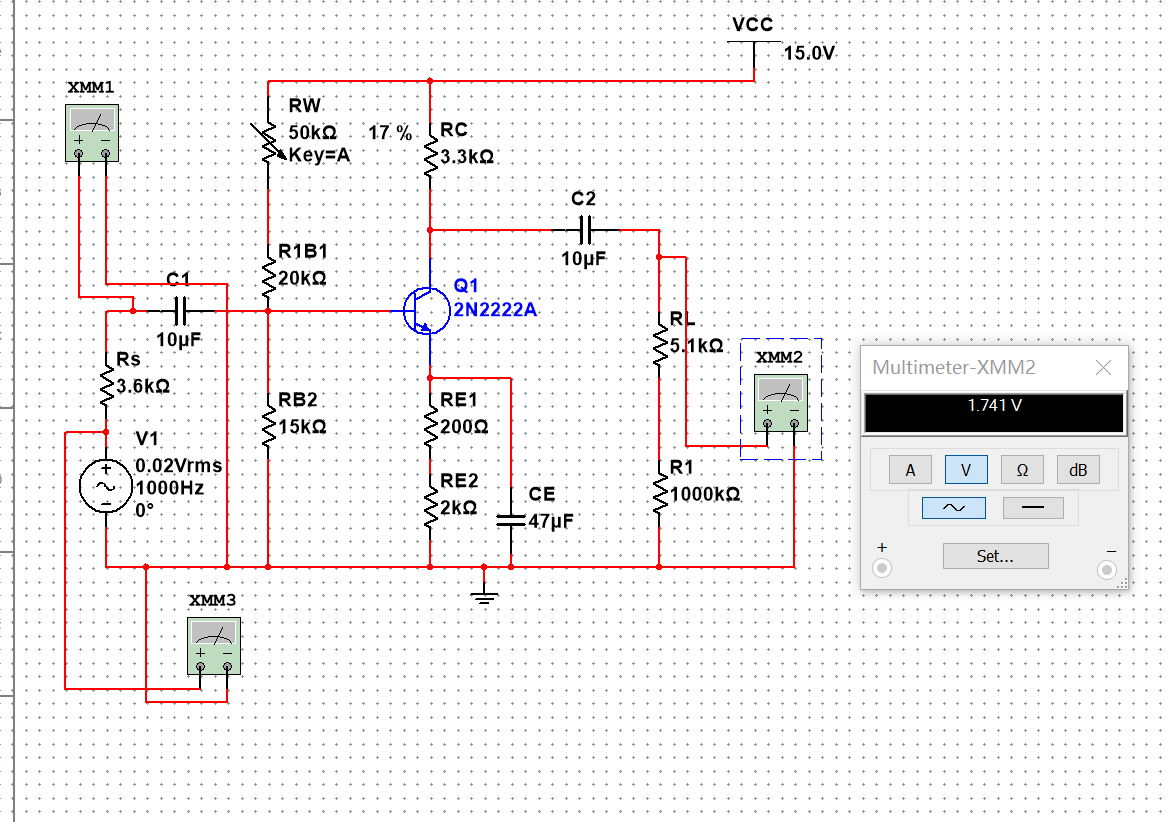 VCC
15.0V
XMM1
+ −
RW
50kΩ
Key=A
17 %
RC
3.3kΩ
C2
10µF
R1B1
20kΩ
C1
10µF
Q1
2N2222A
Rs
3.6kΩ
RL
5.1kΩ
XMM2
+ −
RB2
15kΩ
RE1
200Ω
V1
0.02Vrms
1000Hz
0°
+
−
RE2
2kΩ
CE
47µF
R1
1000kΩ
XMM3
+ −
Multimeter-XMM2
1.741 V
A V Ω dB
+ −
Set...